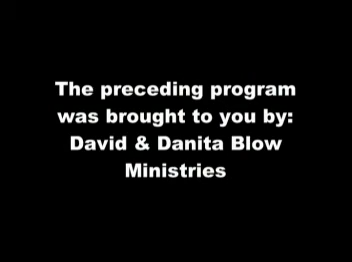 The preceding program
was brought to you by:
David & Danita Blow
Ministries